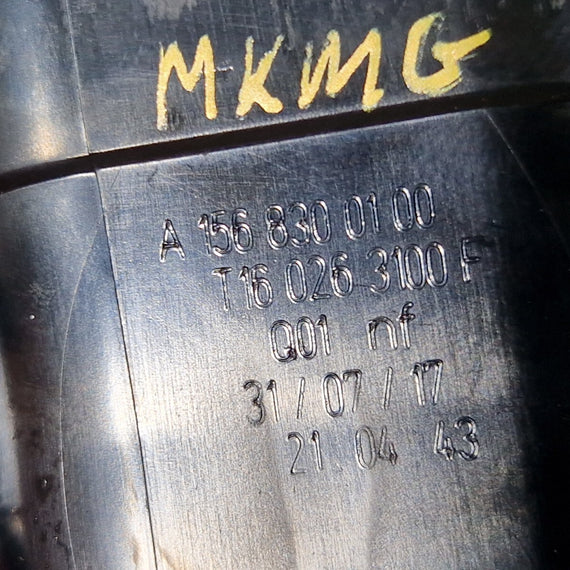 MKMG
A 156 830 01 00
T16 026 3100 F
Q01 nf
31/07/17
21 04 43